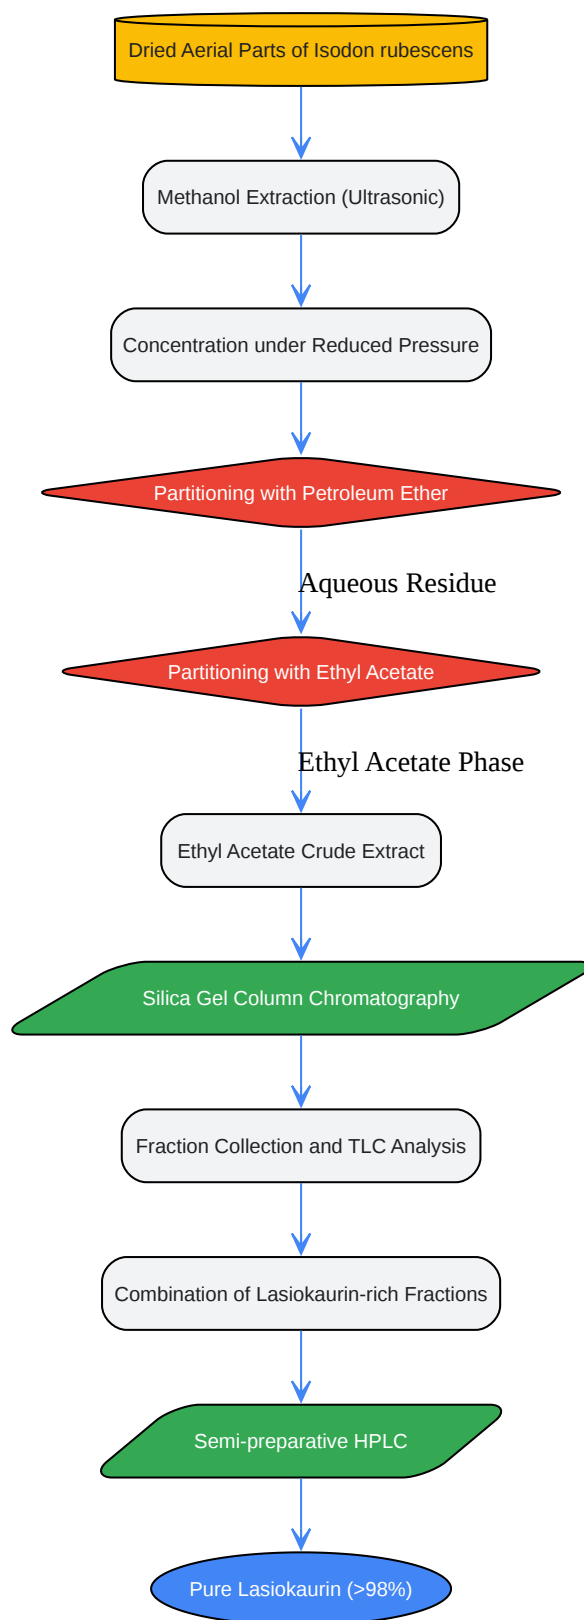 Dried Aerial Parts of Isodon rubescens
Methanol Extraction (Ultrasonic)
Concentration under Reduced Pressure
Partitioning with Petroleum Ether
Aqueous Residue
Partitioning with Ethyl Acetate
Ethyl Acetate Phase
Ethyl Acetate Crude Extract
Silica Gel Column Chromatography
Fraction Collection and TLC Analysis
Combination of Lasiokaurin-rich Fractions
Semi-preparative HPLC
Pure Lasiokaurin (>98%)